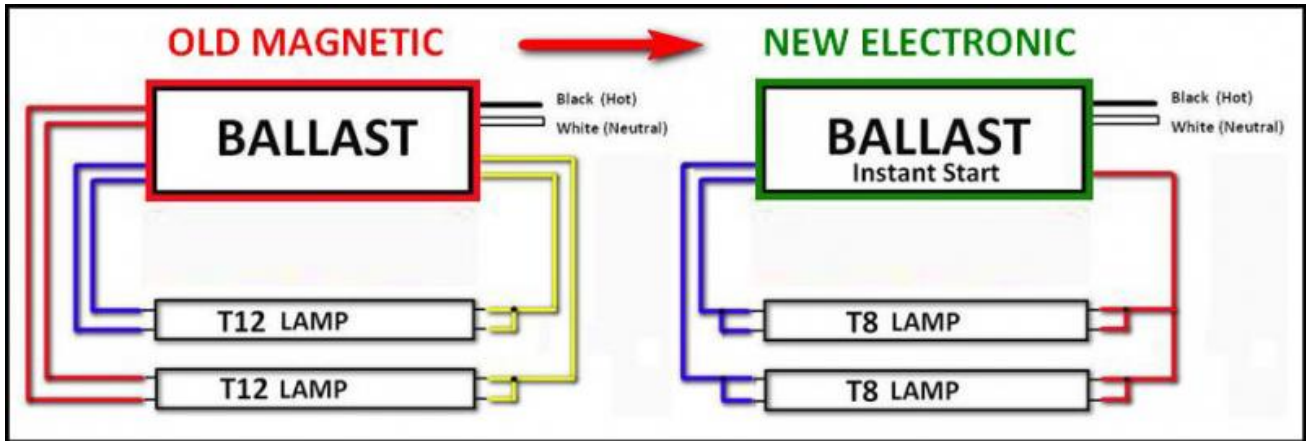 OLD MAGNETIC
BALLAST
Black (Hot)
White (Neutral)
T12 LAMP
T12 LAMP
NEW ELECTRONIC
BALLAST
Instant Start
Black (Hot)
White (Neutral)
T8 LAMP
T8 LAMP